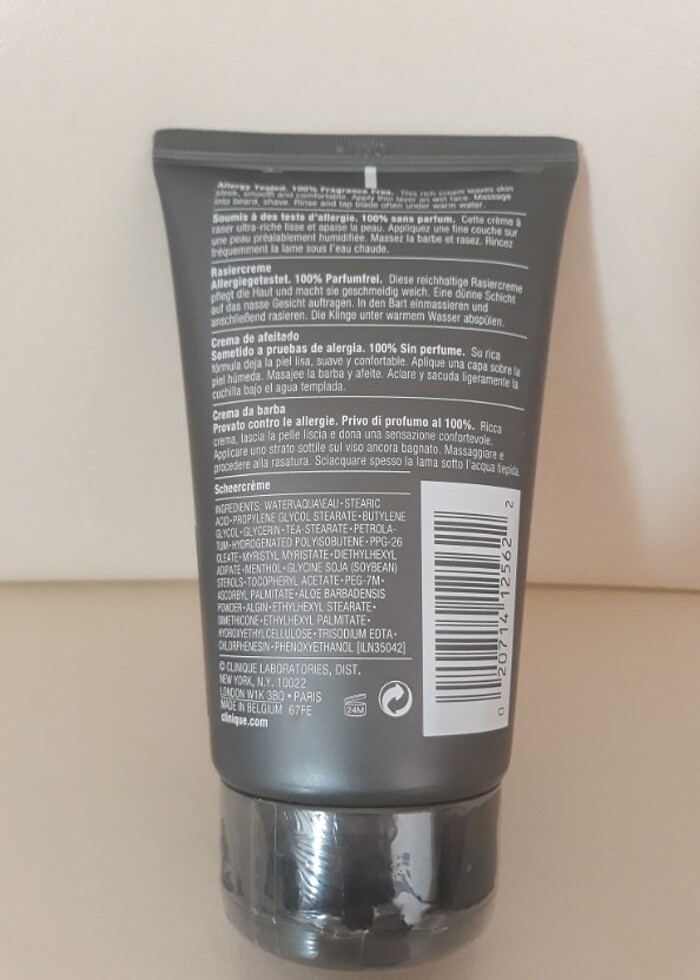 Allergy Tested. 100% Fragrance Free. This rich cream leaves skin
sleek, smooth and comfortable. Apply thin layer on wet face. Massage
into beard, shave. Rinse and tap blade often under warm water.
Soumis à des tests d'allergie. 100% sans parfum. Cette crème à
raser ultra-riche lisse et apaise la peau. Appliquez une fine couche sur
une peau préalablement humidifiée. Massez la barbe et rasez. Rincez
fréquemment la lame sous l'eau chaude.
Rasiercreme
Allergiegetestet. 100% Parfumfrei. Diese reichhaltige Rasiercreme
pflegt die Haut und macht sie geschmeidig weich. Eine dünne Schicht
auf das nasse Gesicht auftragen. In den Bart einmassieren und
anschließend rasieren. Die Klinge unter warmem Wasser abspülen.
Crema de afeitado
Sometido a pruebas de alergia. 100% Sin perfume. Su rica
fórmula deja la piel lisa, suave y confortable. Aplique una capa sobre la
piel húmeda. Masajee la barba y afeite. Aclare y sacuda ligeramente la
cuchilla bajo el agua templada.
Crema da barba
Provato contro le allergie. Privo di profumo al 100%. Ricca
crema, lascia la pelle liscia e dona una sensazione confortevole.
Applicare uno strato sottile sul viso ancora bagnato. Massaggiare e
procedere alla rasatura. Sciacquare spesso la lama sotto l'acqua tiepida.
Scheercrème
INGREDIENTS: WATER\AQUA\EAU•STEARIC
ACID•PROPYLENE GLYCOL STEARATE•BUTYLENE
GLYCOL•GLYCERIN•TEA-STEARATE•PETROLA-
TUM•HYDROGENATED POLYISOBUTENE•PPG-26
OLEATE•MYRISTYL MYRISTATE•DIETHYLHEXYL
ADIPATE•MENTHOL•GLYCINE SOJA (SOYBEAN)
STEROLS•TOCOPHERYL ACETATE•PEG-7M•
ASCORBYL PALMITATE•ALOE BARBADENSIS
POWDER•ALGIN•ETHYLHEXYL STEARATE•
DIMETHICONE•ETHYLHEXYL PALMITATE•
HYDROXYETHYLCELLULOSE•TRISODIUM EDTA•
CHLORPHENESIN•PHENOXYETHANOL [ILN35042]
© CLINIQUE LABORATORIES, DIST.
NEW YORK, N.Y. 10022
LONDON W1K 3BQ • PARIS
MADE IN BELGIUM 67FE
clinique.com
24M
0 20714 12562 2